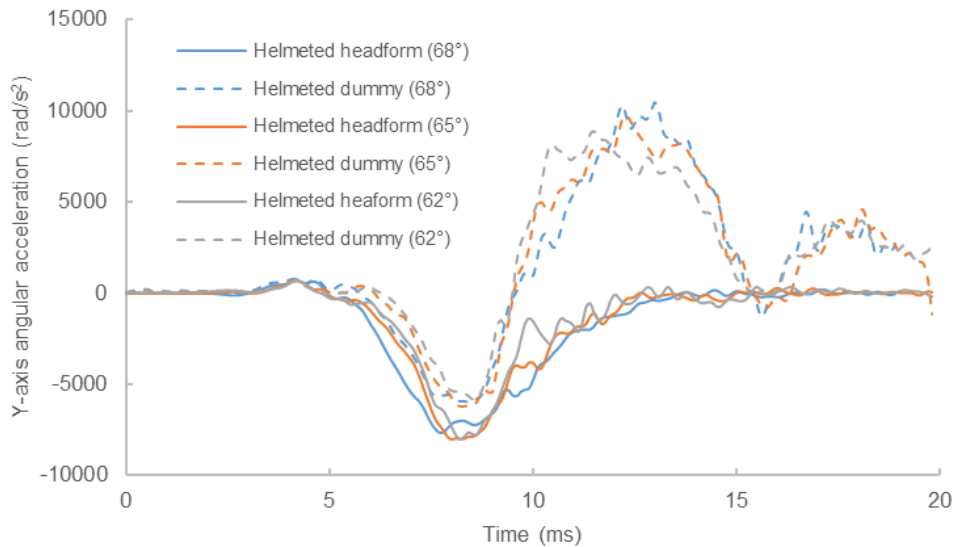 15000
10000
5000
0
-5000
-10000
Y-axis angular acceleration (rad/s²)
Helmeted headform (68°)
Helmeted dummy (68°)
Helmeted headform (65°)
Helmeted dummy (65°)
Helmeted heaform (62°)
Helmeted dummy (62°)
0 5 10 15 20
Time (ms)